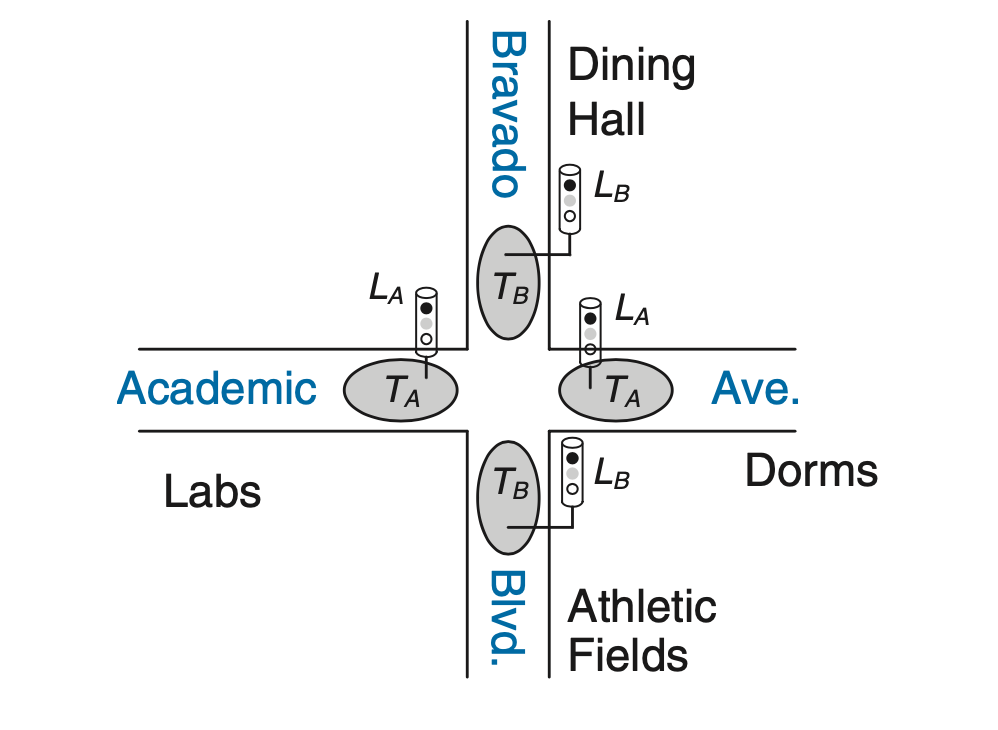 Bravado
Dining
Hall
L_B
T_B
L_A
L_A
Academic
T_A
T_A
Ave.
Labs
T_B
L_B
Dorms
Blvd.
Athletic
Fields